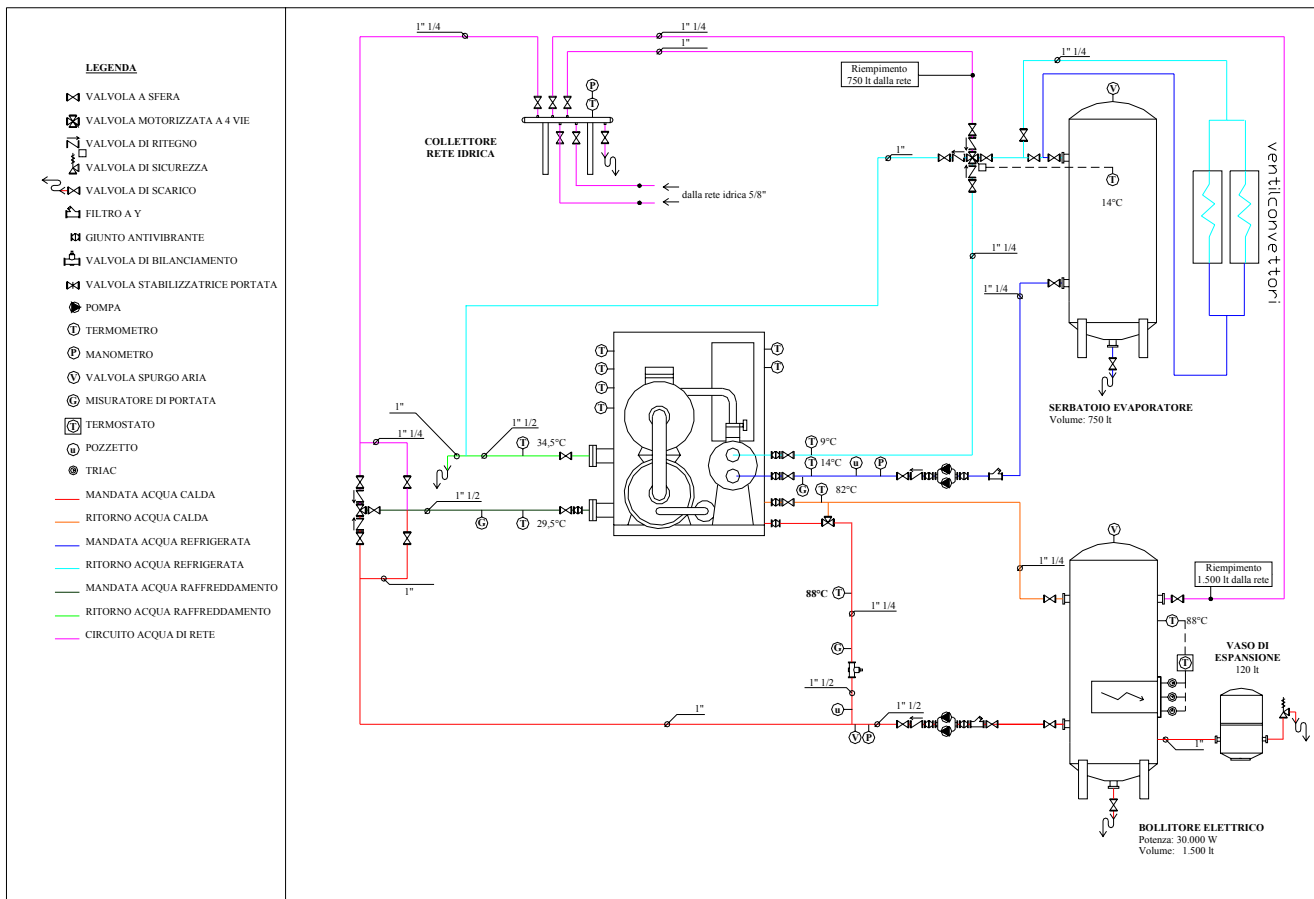 LEGENDA
VALVOLA A SFERA
VALVOLA MOTORIZZATA A 4 VIE
VALVOLA DI RITEGNO
VALVOLA DI SICUREZZA
VALVOLA DI SCARICO
FILTRO A Y
GIUNTO ANTIVIBRANTE
VALVOLA DI BILANCIAMENTO
VALVOLA STABILIZZATRICE PORTATA
POMPA
T TERMOMETRO
P MANOMETRO
V VALVOLA SPURGO ARIA
G MISURATORE DI PORTATA
T TERMOSTATO
u POZZETTO
TRIAC
MANDATA ACQUA CALDA
RITORNO ACQUA CALDA
MANDATA ACQUA REFRIGERATA
RITORNO ACQUA REFRIGERATA
MANDATA ACQUA RAFFREDDAMENTO
RITORNO ACQUA RAFFREDDAMENTO
CIRCUITO ACQUA DI RETE
1" 1/4
1" 1/4
1"
1" 1/4
Riempimento
750 lt dalla rete
P
T
V
COLLETTORE
RETE IDRICA
1"
dalla rete idrica 5/8"
T
14°C
ventilconvettori
1" 1/4
1" 1/4
SERBATOIO EVAPORATORE
Volume: 750 lt
T
T
T
T
T
T
1"
1" 1/4
1" 1/2
T
34,5°C
T
9°C
T
14°C
u
P
G
T
82°C
1" 1/2
G
T
29,5°C
1"
V
1" 1/4
Riempimento
1.500 lt dalla rete
88°C
T
1" 1/4
T
88°C
G
T
VASO DI
ESPANSIONE
120 lt
1" 1/2
u
1"
1" 1/2
V
P
1"
BOLLITORE ELETTRICO
Potenza: 30.000 W
Volume: 1.500 lt